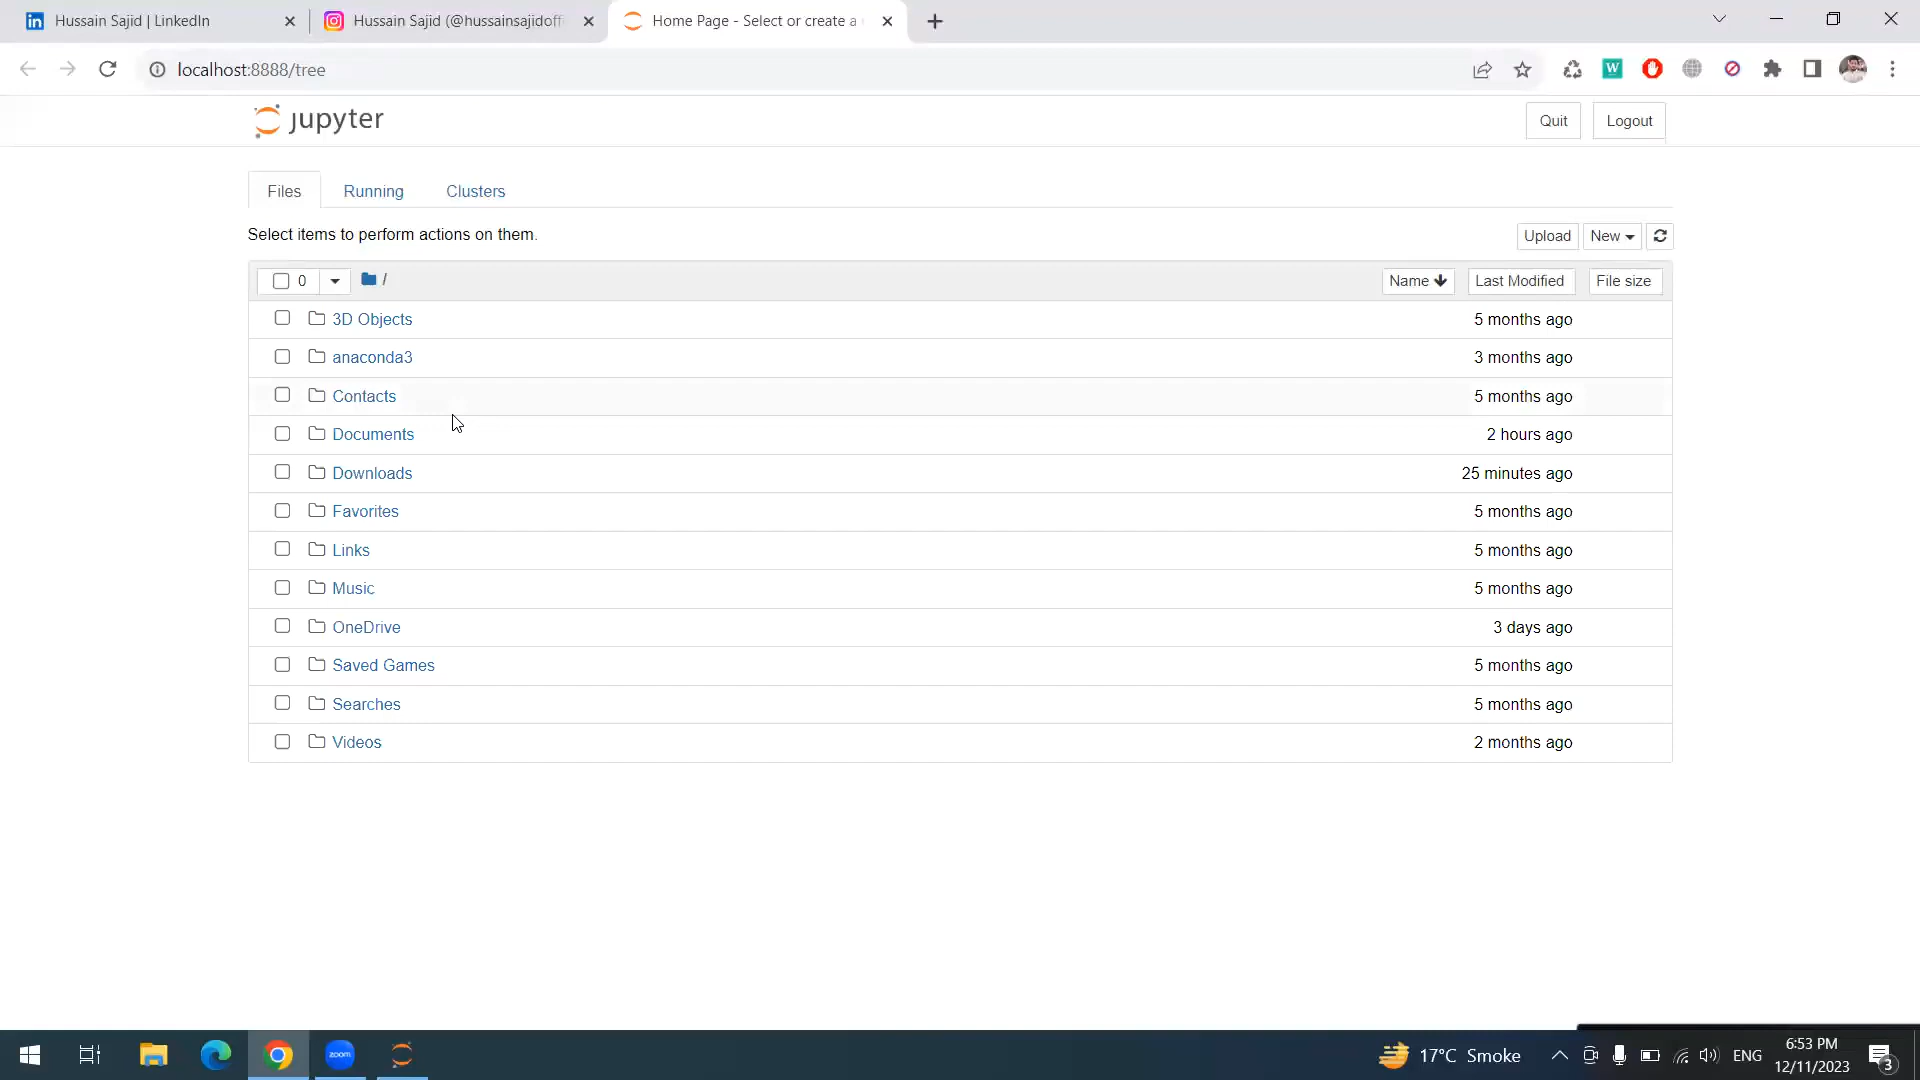 Hussain Sajid | LinkedIn
Hussain Sajid (@hussainsajidoff
Home Page - Select or create a
localhost:8888/tree
jupyter
Quit
Logout
Files
Running
Clusters
Select items to perform actions on them.
Upload
New
0
/
Name
Last Modified
File size
3D Objects
5 months ago
anaconda3
3 months ago
Contacts
5 months ago
Documents
2 hours ago
Downloads
25 minutes ago
Favorites
5 months ago
Links
5 months ago
Music
5 months ago
OneDrive
3 days ago
Saved Games
5 months ago
Searches
5 months ago
Videos
2 months ago
zoom
17°C Smoke
ENG
6:53 PM
12/11/2023
3